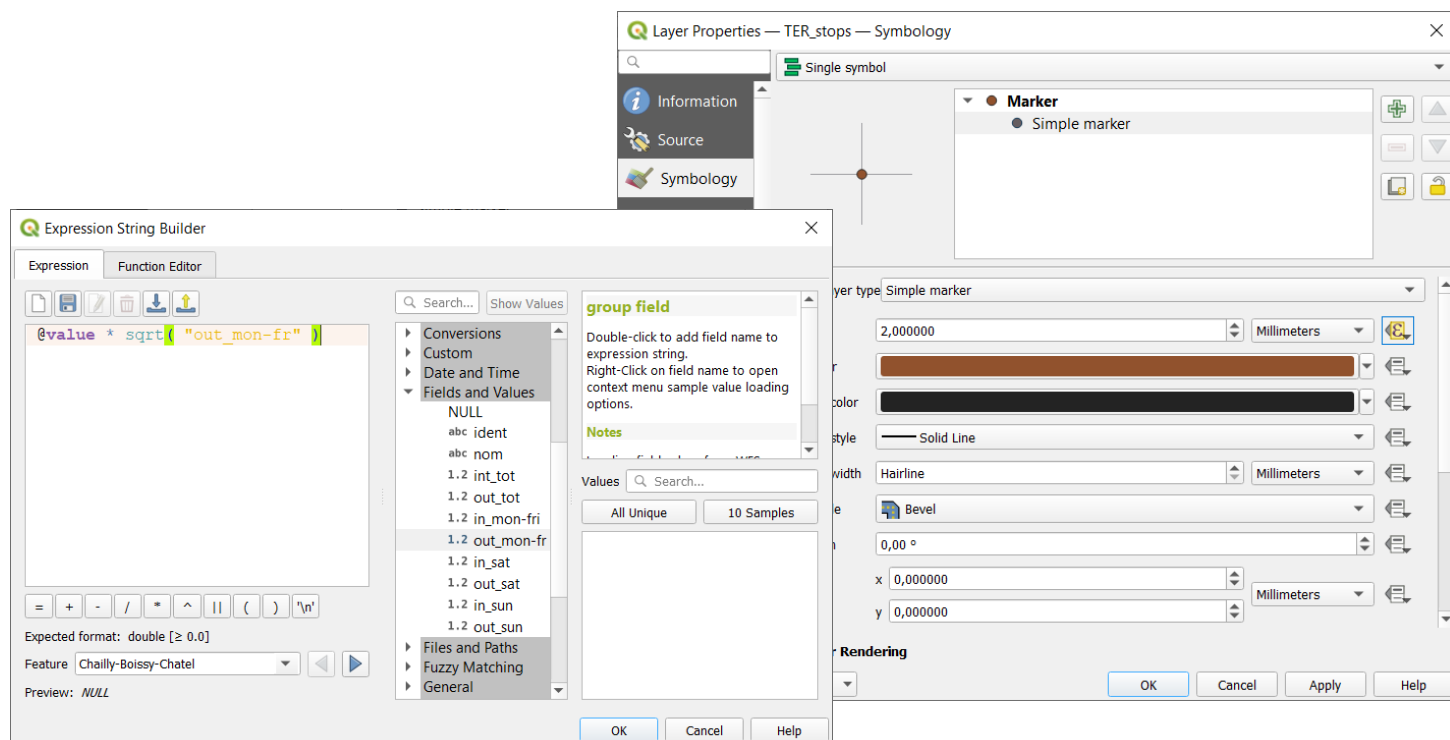 Layer Properties — TER_stops — Symbology
Single symbol
Information
Source
Symbology
Marker
Simple marker
yer type Simple marker
2,000000 Millimeters
r
color
style Solid Line
width Hairline Millimeters
e Bevel
n 0,00 °
x 0,000000
Millimeters
y 0,000000
r Rendering
OK Cancel Apply Help
Expression String Builder
Expression Function Editor
@value * sqrt( "out_mon-fr" )
= + - / * ^ || ( ) '\n'
Expected format: double [≥ 0.0]
Feature Chailly-Boissy-Chatel
Preview: NULL
Search... Show Values
Conversions
Custom
Date and Time
Fields and Values
NULL
abc ident
abc nom
1.2 int_tot
1.2 out_tot
1.2 in_mon-fri
1.2 out_mon-fr
1.2 in_sat
1.2 out_sat
1.2 in_sun
1.2 out_sun
Files and Paths
Fuzzy Matching
General
group field
Double-click to add field name to
expression string.
Right-Click on field name to open
context menu sample value loading
options.
Notes
Values Search...
All Unique 10 Samples
OK Cancel Help